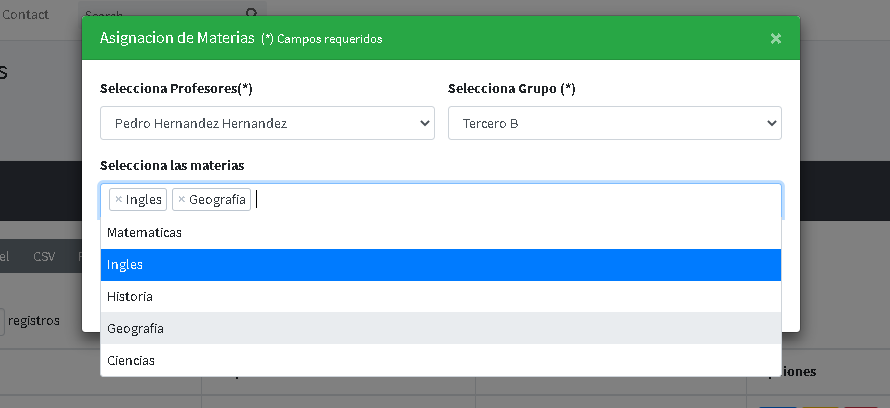 Contact Search
Asignacion de Materias (*) Campos requeridos ×
s
Selecciona Profesores(*) Selecciona Grupo (*)
Pedro Hernandez Hernandez Tercero B
Selecciona las materias
× Ingles × Geografia
Matematicas
el CSV
Ingles
Historia
registros
Geografia
Ciencias
iones